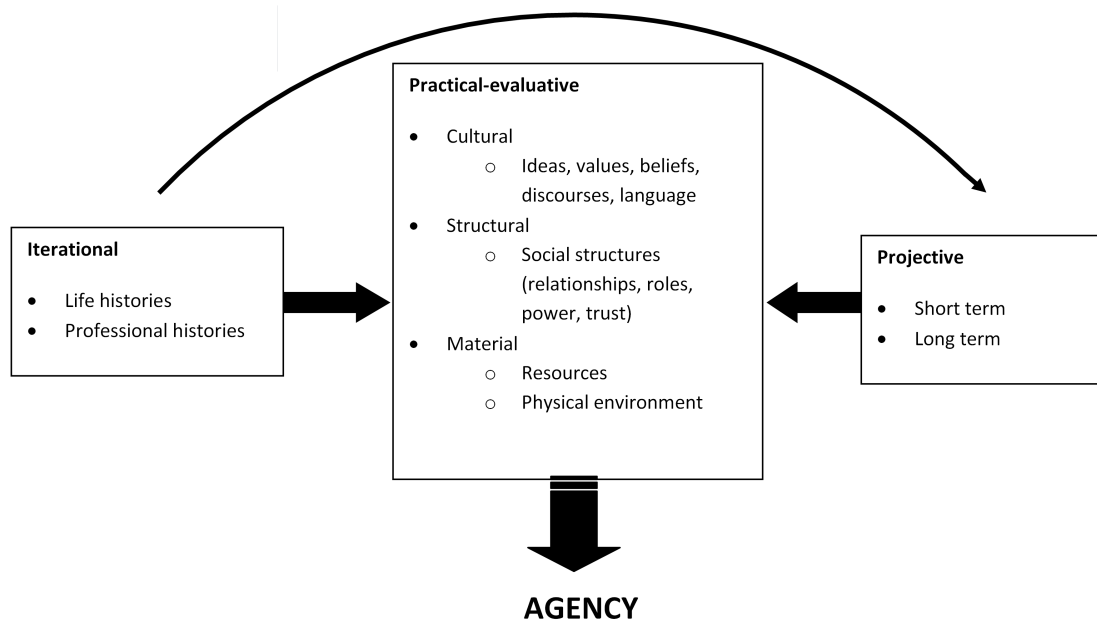 Practical-evaluative
• Cultural
o Ideas, values, beliefs,
discourses, language
• Structural
o Social structures
(relationships, roles,
power, trust)
• Material
o Resources
o Physical environment
Iterational
• Life histories
• Professional histories
Projective
• Short term
• Long term
AGENCY